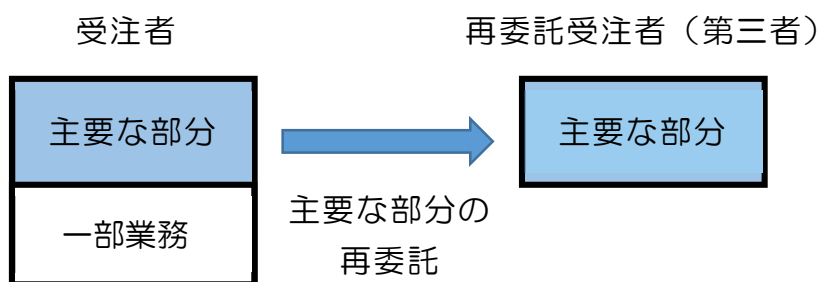 受注者
再委託受注者（第三者）
主要な部分
主要な部分
主要な部分の
再委託
一部業務